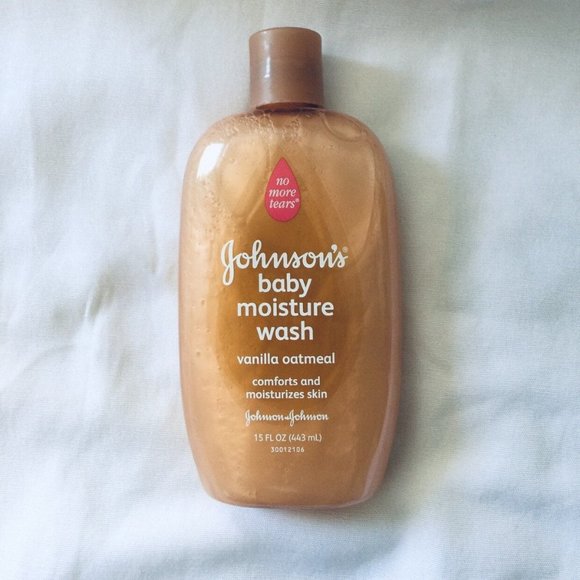 no
more
tears®
Johnson's®
baby
moisture
wash
vanilla oatmeal
comforts and
moisturizes skin
Johnson & Johnson
15 FL OZ (443 mL)
30012106